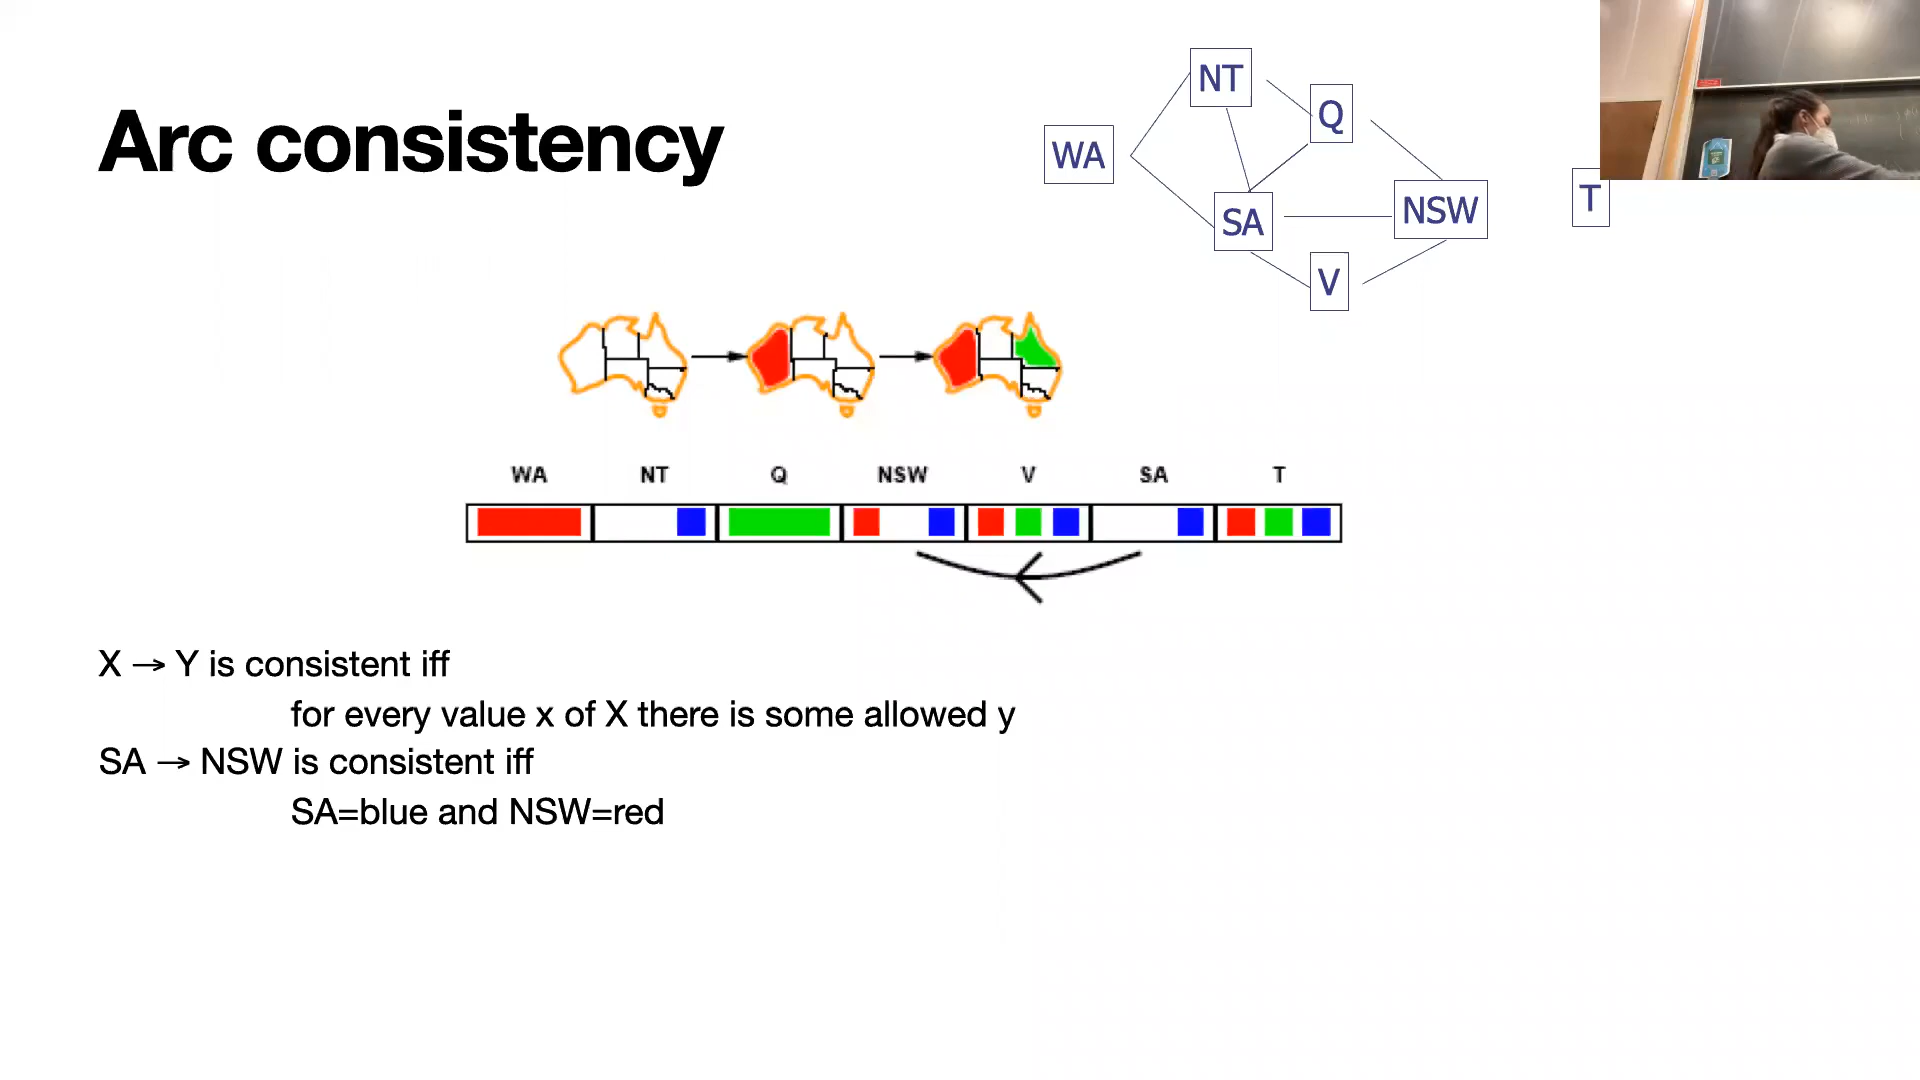 Arc consistency
NT
Q
WA
T
SA
NSW
V
WA NT Q NSW V SA T
X → Y is consistent iff
for every value x of X there is some allowed y
SA → NSW is consistent iff
SA=blue and NSW=red